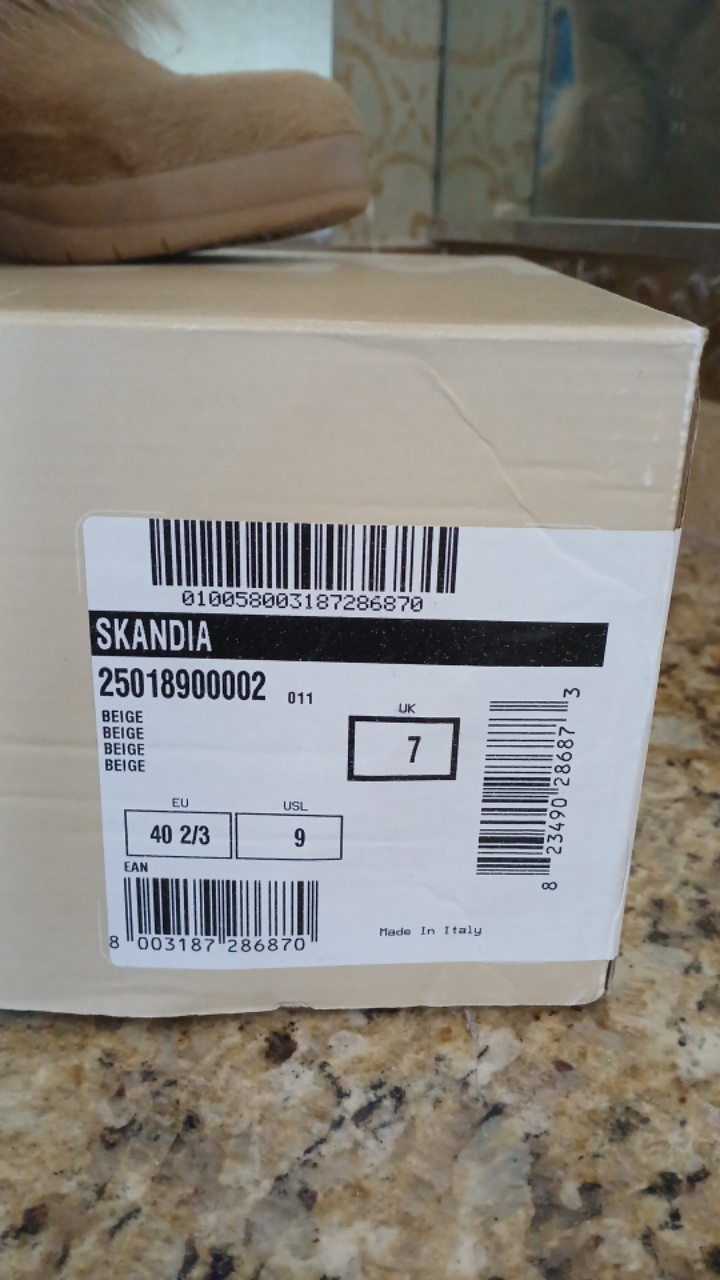 010058003187286870
SKANDIA
25018900002 011
BEIGE
BEIGE
BEIGE
BEIGE
UK
7
EU
40 2/3
USL
9
EAN
8 003187 286870
Made In Italy
8 23490 28687 3